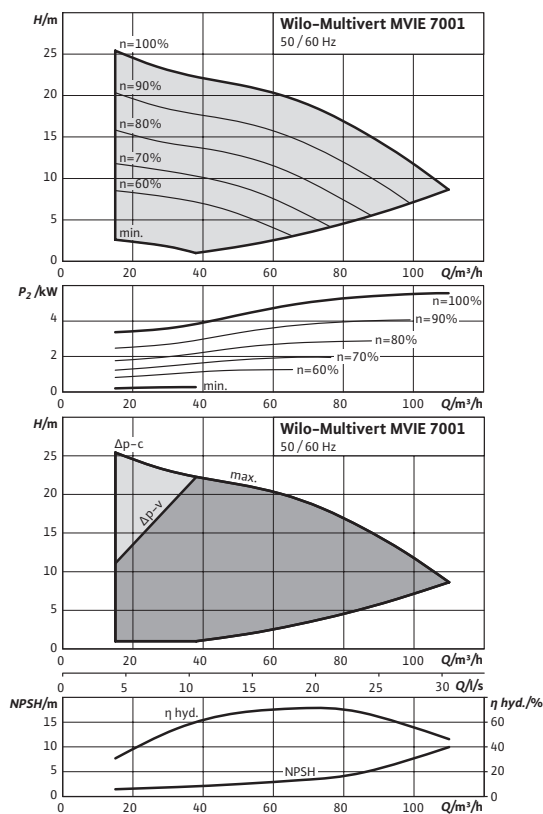 H/m
Wilo-Multivert MVIE 7001
50 / 60 Hz
n=100%
25
n=90%
20
n=80%
15
n=70%
10
n=60%
5
min.
0
0 20 40 60 80 100 Q/m³/h
P₂ /kW
n=100%
4
n=90%
n=80%
2
n=70%
n=60%
min.
0
0 20 40 60 80 100 Q/m³/h
H/m
Wilo-Multivert MVIE 7001
50 / 60 Hz
Δp-c
25
max.
20
Δp-v
15
10
5
0
0 20 40 60 80 100 Q/m³/h
0 5 10 15 20 25 30 Q/l/s
NPSH/m
η hyd./%
η hyd.
15 60
10 40
NPSH
5 20
0 0
0 20 40 60 80 100 Q/m³/h